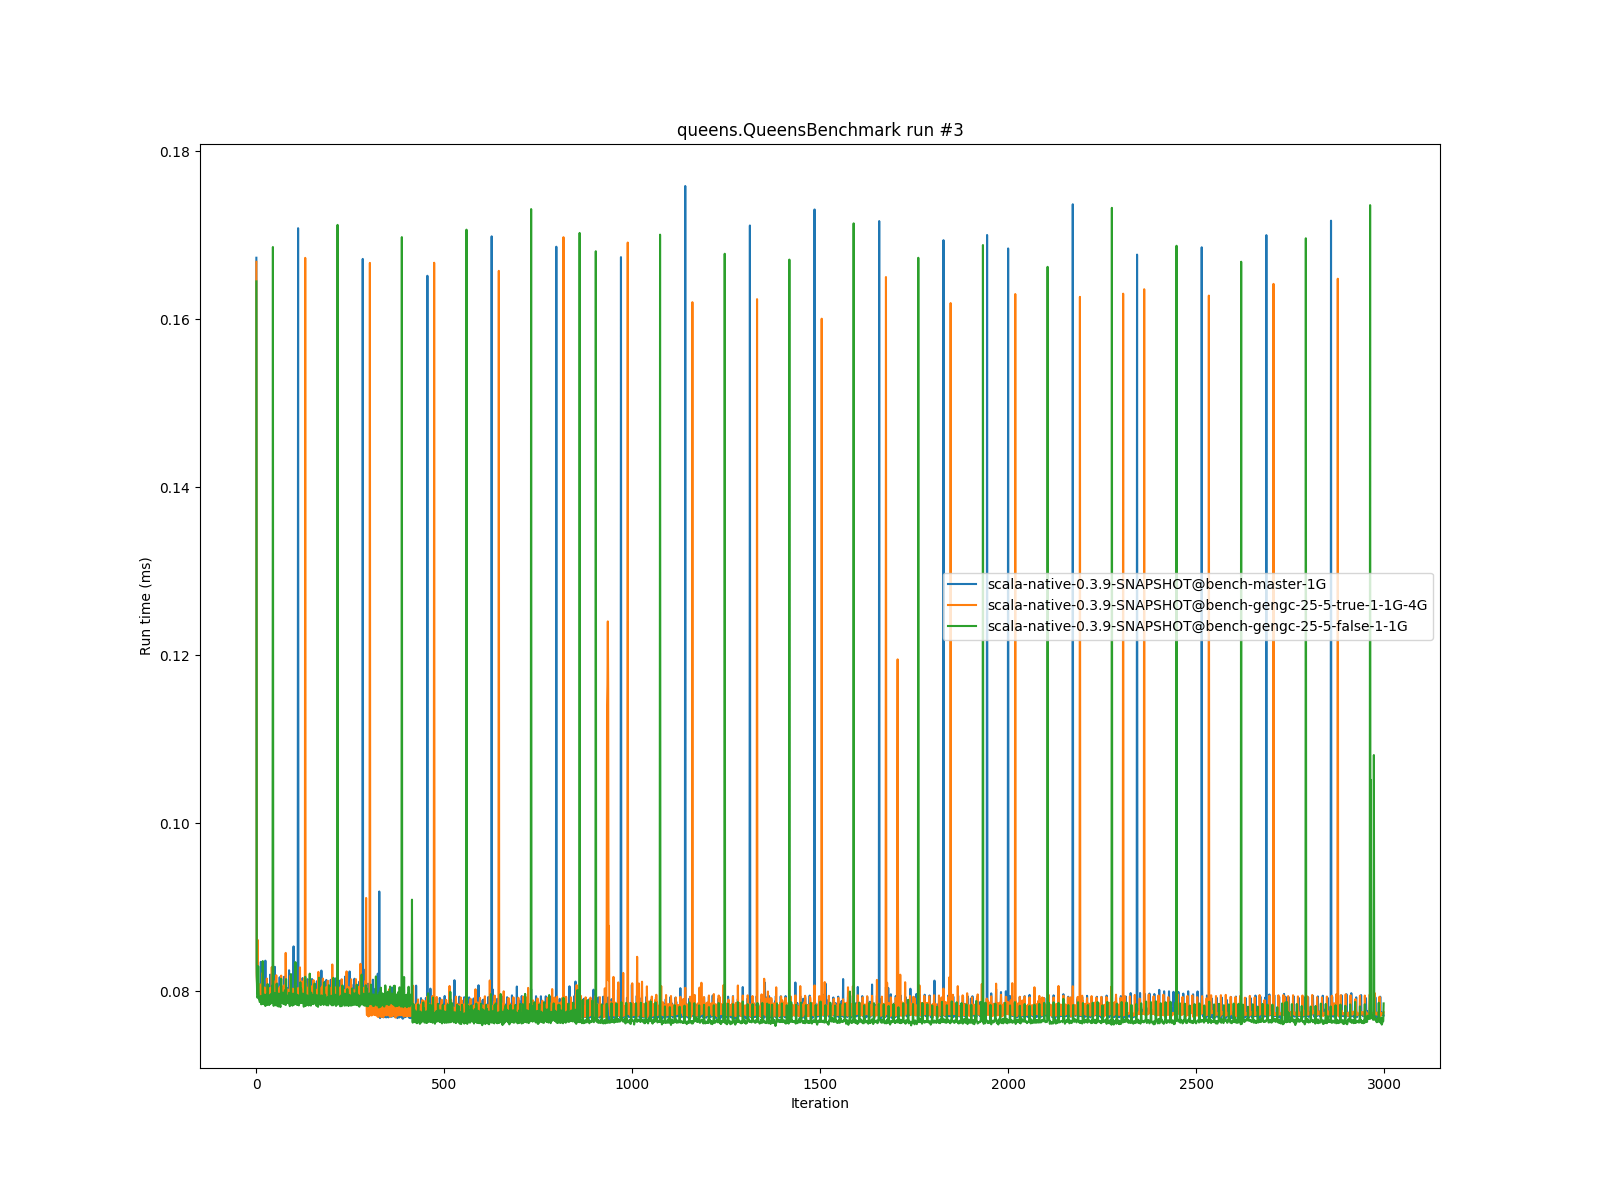 queens.QueensBenchmark run #3
0.18
0.16
0.14
0.12
0.10
0.08
Run time (ms)
scala-native-0.3.9-SNAPSHOT@bench-master-1G
scala-native-0.3.9-SNAPSHOT@bench-gengc-25-5-true-1-1G-4G
scala-native-0.3.9-SNAPSHOT@bench-gengc-25-5-false-1-1G
0 500 1000 1500 2000 2500 3000
Iteration